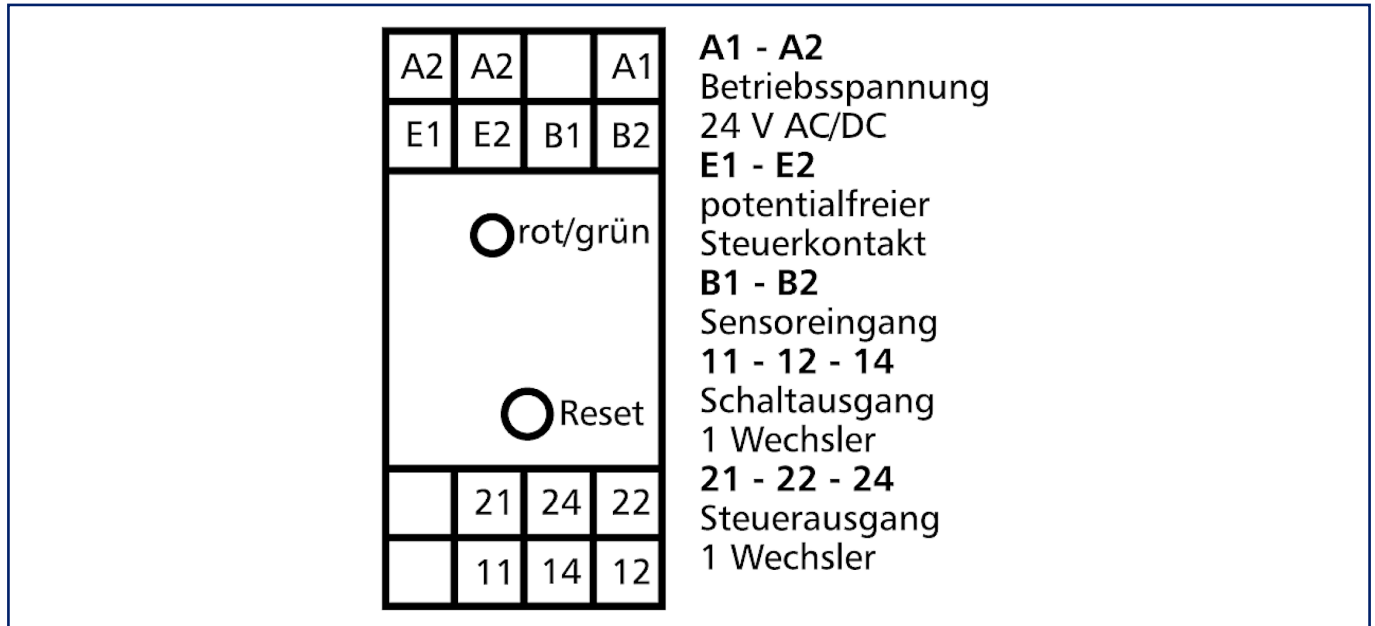 A2 A2 A1
E1 E2 B1 B2
rot/grün
Reset
21 24 22
11 14 12
A1 - A2
Betriebsspannung
24 V AC/DC
E1 - E2
potentialfreier
Steuerkontakt
B1 - B2
Sensoreingang
11 - 12 - 14
Schaltausgang
1 Wechsler
21 - 22 - 24
Steuerausgang
1 Wechsler